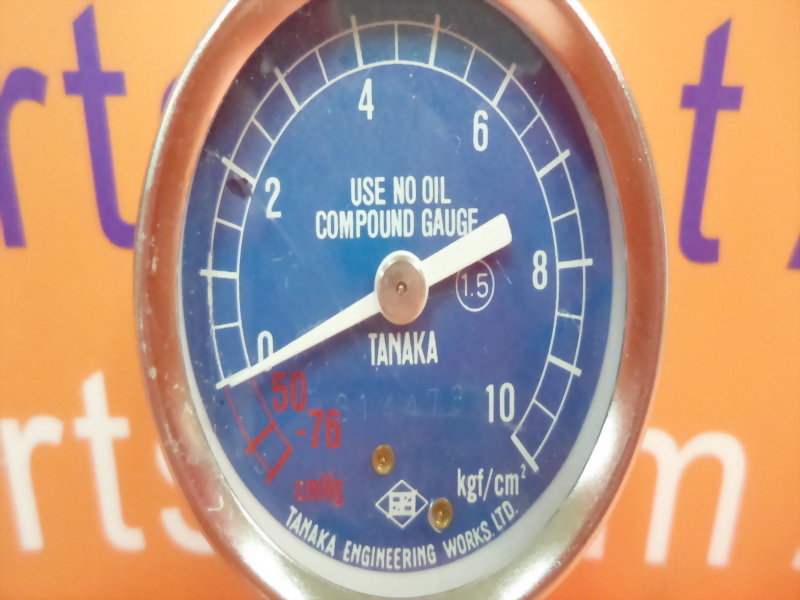 4
6
2
USE NO OIL
COMPOUND GAUGE
8
1.5
0
TANAKA
50
10
-76
cmHg
kgf/cm²
TANAKA ENGINEERING WORKS. LTD.